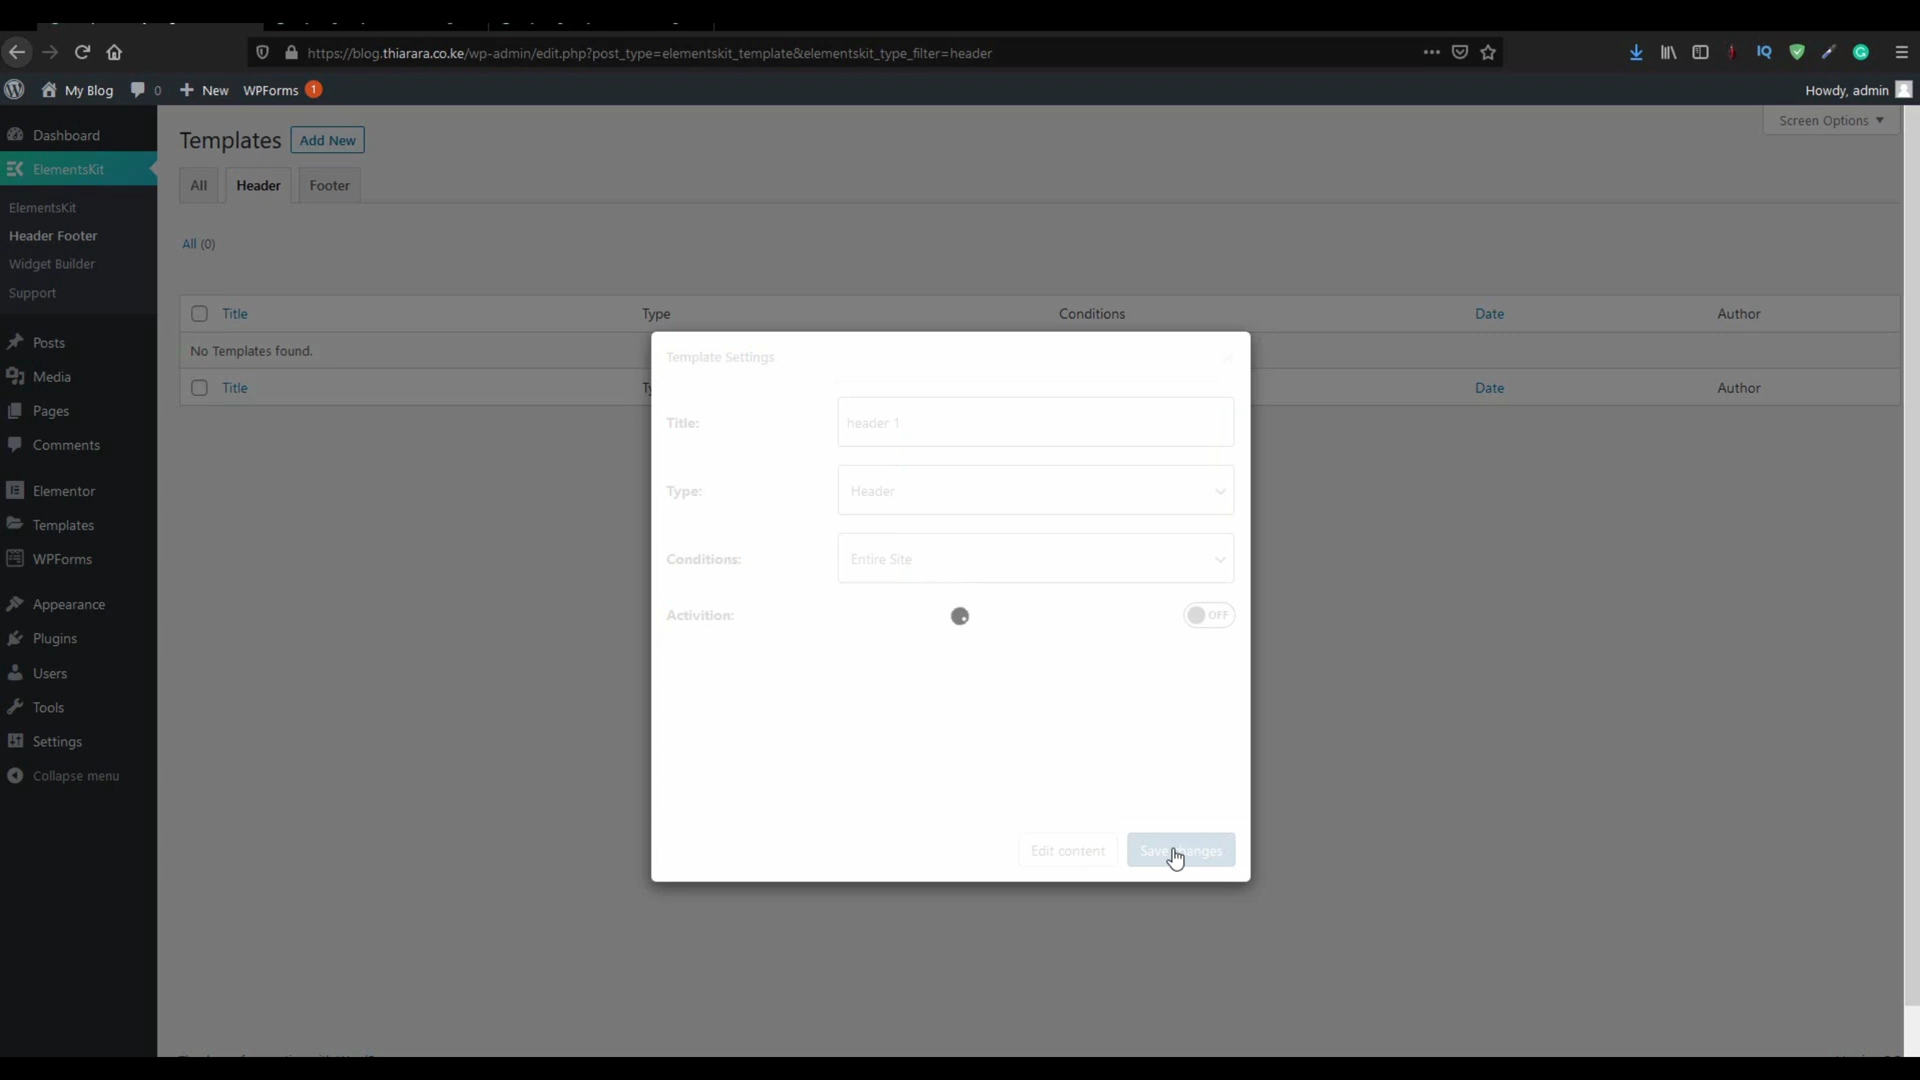 https://blog.thiarara.co.ke/wp-admin/edit.php?post_type=elementskit_template&elementskit_type_filter=header
IQ
My Blog 0 New WPForms 1
Howdy, admin
Screen Options
Dashboard
ElementsKit
ElementsKit
Header Footer
Widget Builder
Support
Posts
Media
Pages
Comments
Elementor
Templates
WPForms
Appearance
Plugins
Users
Tools
Settings
Collapse menu
Templates Add New
All Header Footer
All (0)
Title Type Conditions Date Author
No Templates found.
Title Date Author
Template Settings
Title: header 1
Type: Header
Conditions: Entire Site
Activition: OFF
Edit content Save changes